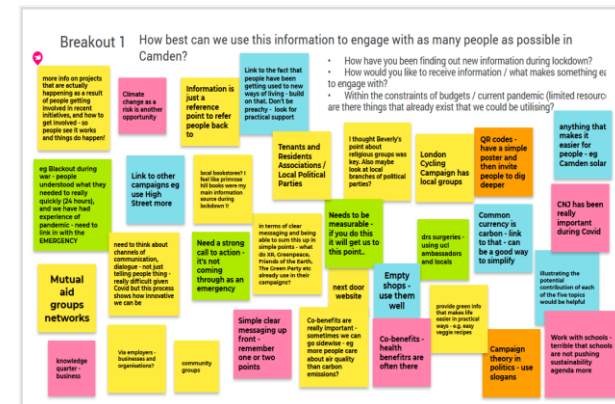 Breakout 1
How best can we use this information to engage with as many people as possible in
Camden?
• How have you been finding out new information during lockdown?
• How would you like to receive information / what makes something ea
to engage with?
• Within the constraints of budgets / current pandemic (limited resourc
are there things that already exist that we could be utilising?
more info on projects
that are actually
happening as a result
of people getting
involved in recent
initiatives, and how to
get involved - so
people see it works
and things do happen!
Climate
change as a
risk is another
opportunity
Information is
just a
reference
point to refer
people back
to
Link to the fact that
people have been
getting used to new
ways of living - build
on that. Don't be
preachy - look for
practical support
Tenants and
Residents
Associations /
Local Political
Parties
I thought Beverly's
point about
religious groups was
key. Also maybe
look at local
branches of political
parties?
London
Cycling
Campaign has
local groups
QR codes -
have a simple
poster and
then invite
people to dig
deeper
anything that
makes it
easier for
people - eg
Camden solar
eg Blackout during
war - people
understood what they
needed to really
quickly (24 hours),
and we have had
experience of
pandemic - need to
link in with the
EMERGENCY
Link to other
campaigns eg
use High
Street more
local bookstores! I
feel like primrose
hill books were my
main information
source during
lockdown !!
CNJ has been
really
important
during Covid
need to think about
channels of
communication,
dialogue - not just
telling people thing -
really difficult given
Covid but this process
shows how innovative
we can be
Need a strong
call to action -
it's not
coming
through as an
emergency
in terms of clear
messaging and being
able to sum this up in
simple points - what
do XR, Greenpeace,
Friends of the Earth,
The Green Party etc
already use in their
campaigns?
Needs to be
measurable -
if you do this
it will get us to
this point..
drs surgeries -
using ucl
ambassadors
and locals
Common
currency is
carbon - link
to that - can
be a good way
to simplify
illustrating the
potential
contribution of each
of the five topics
would be helpful
Mutual
aid
groups
networks
next door
website
Empty
shops -
use them
well
provide green info
that makes life
easier in practical
ways - e.g. easy
veggie recipes
knowledge
quarter -
business
Via employers -
businesses and
organisations?
community
groups
Simple clear
messaging up
front -
remember
one or two
points
Co-benefits are
really important -
sometimes we can
go sidewise - eg
more people care
about air quality
than carbon
emissions?
Co-benefits -
health
benefits are
often there
Campaign
theory in
politics - use
slogans
Work with schools -
terrible that schools
are not pushing
sustainability
agenda more